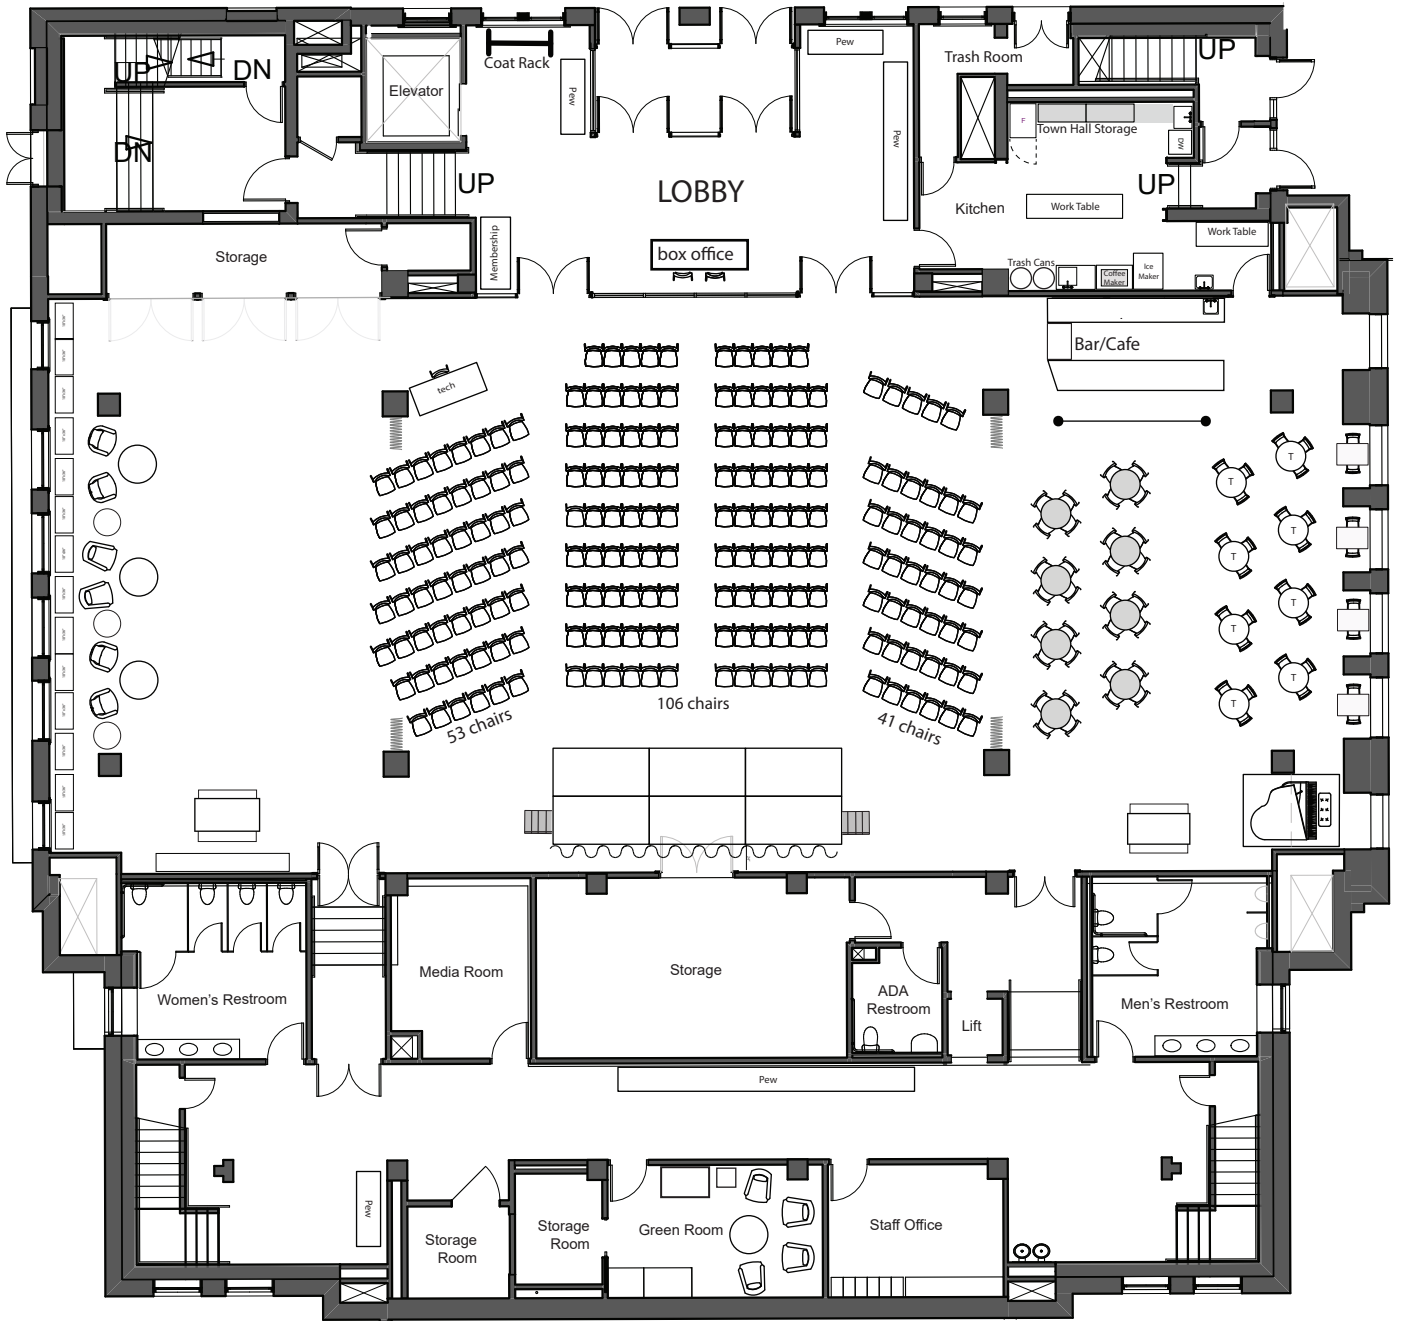 UP
DN
DN
Elevator
Coat Rack
Pew
UP
LOBBY
box office
Membership
Pew
Pew
Trash Room
UP
F
Town Hall Storage
DW
UP
Kitchen
Work Table
Work Table
Trash Cans
Coffee
Maker
Ice
Maker
Storage
tech
Bar/Cafe
T
T
T
T
T
T
T
T
53 chairs
106 chairs
41 chairs
Women's Restroom
Media Room
Storage
ADA
Restroom
Lift
Men's Restroom
Pew
Pew
Storage
Room
Storage
Room
Green Room
Staff Office